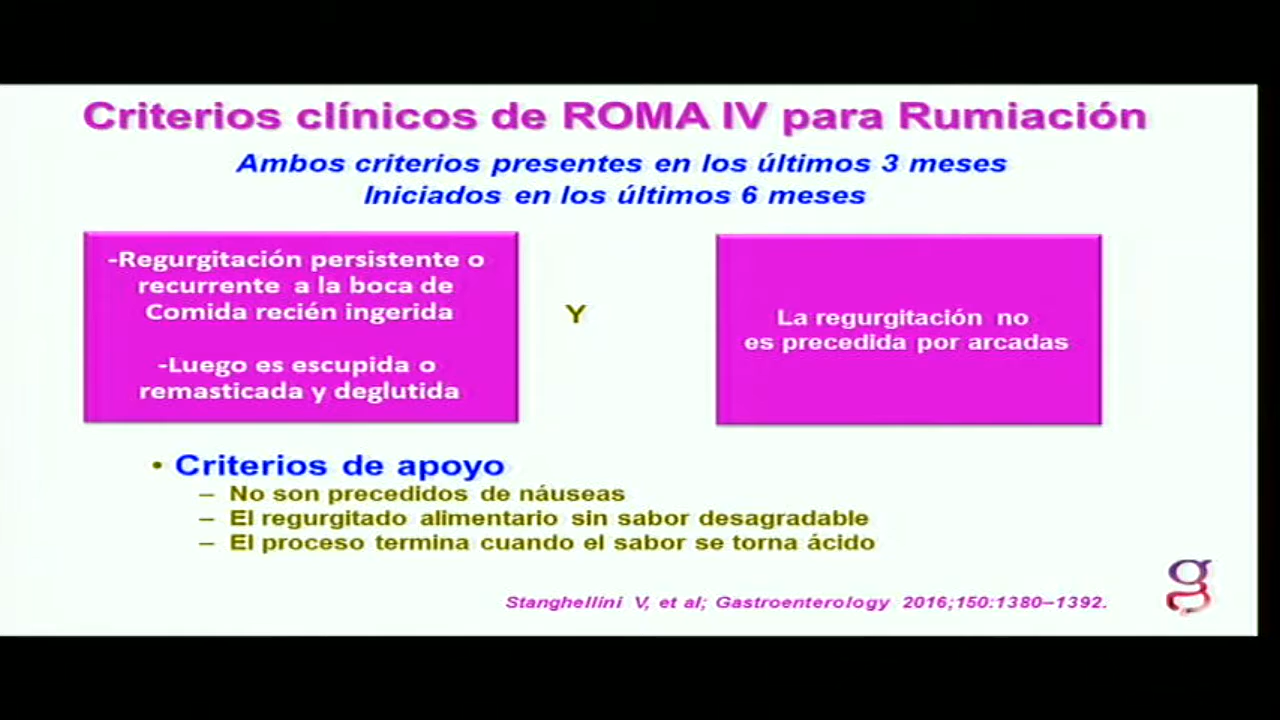 Criterios clínicos de ROMA IV para Rumiación
Ambos criterios presentes en los últimos 3 meses
Iniciados en los últimos 6 meses
-Regurgitación persistente o
recurrente a la boca de
Comida recién ingerida
-Luego es escupida o
remasticada y deglutida
Y
La regurgitación no
es precedida por arcadas
• Criterios de apoyo
– No son precedidos de náuseas
– El regurgitado alimentario sin sabor desagradable
– El proceso termina cuando el sabor se torna ácido
Stanghellini V, et al; Gastroenterology 2016;150:1380–1392.
g